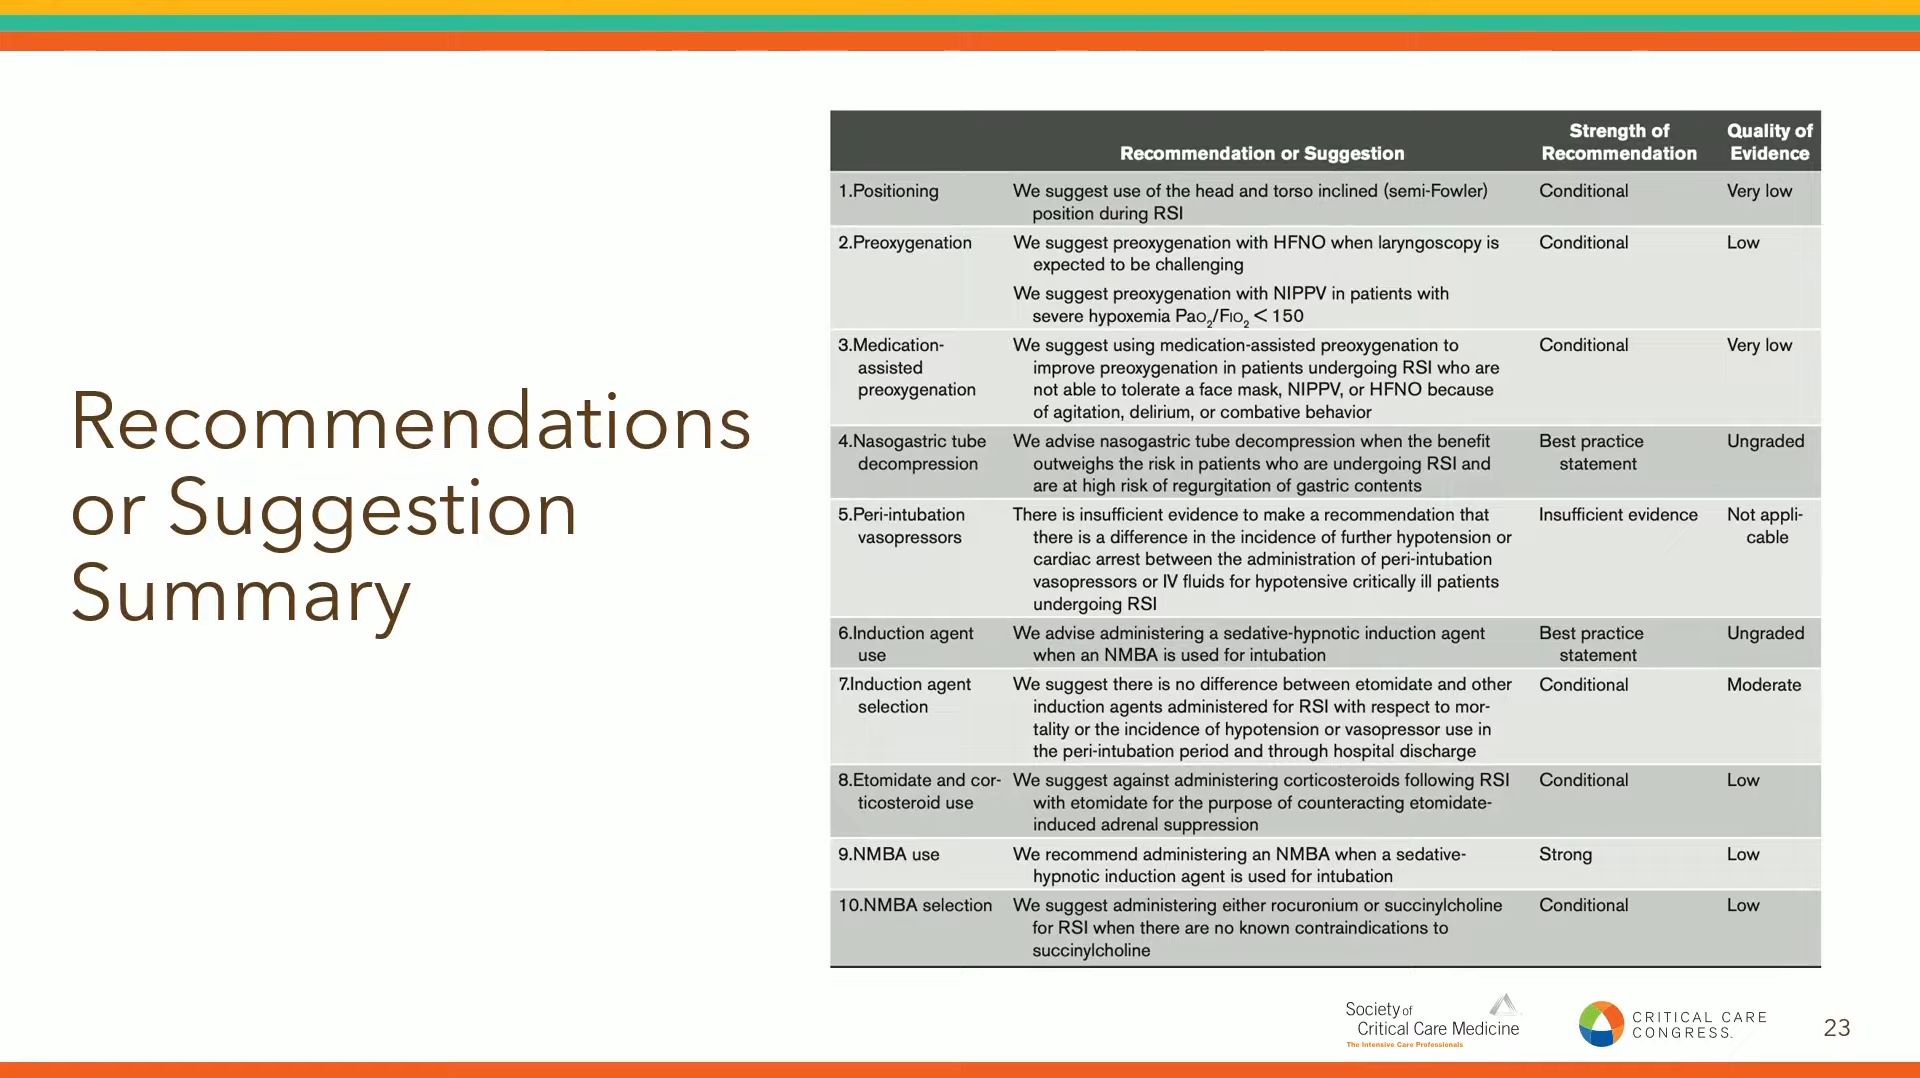 Recommendations
or Suggestion
Summary
Recommendation or Suggestion
Strength of
Recommendation
Quality of
Evidence
1.Positioning
We suggest use of the head and torso inclined (semi-Fowler)
position during RSI
Conditional
Very low
2.Preoxygenation
We suggest preoxygenation with HFNO when laryngoscopy is
expected to be challenging
We suggest preoxygenation with NIPPV in patients with
severe hypoxemia PaO2/FIO2 < 150
Conditional
Low
3.Medication-
assisted
preoxygenation
We suggest using medication-assisted preoxygenation to
improve preoxygenation in patients undergoing RSI who are
not able to tolerate a face mask, NIPPV, or HFNO because
of agitation, delirium, or combative behavior
Conditional
Very low
4.Nasogastric tube
decompression
We advise nasogastric tube decompression when the benefit
outweighs the risk in patients who are undergoing RSI and
are at high risk of regurgitation of gastric contents
Best practice
statement
Ungraded
5.Peri-intubation
vasopressors
There is insufficient evidence to make a recommendation that
there is a difference in the incidence of further hypotension or
cardiac arrest between the administration of peri-intubation
vasopressors or IV fluids for hypotensive critically ill patients
undergoing RSI
Insufficient evidence
Not appli-
cable
6.Induction agent
use
We advise administering a sedative-hypnotic induction agent
when an NMBA is used for intubation
Best practice
statement
Ungraded
7.Induction agent
selection
We suggest there is no difference between etomidate and other
induction agents administered for RSI with respect to mor-
tality or the incidence of hypotension or vasopressor use in
the peri-intubation period and through hospital discharge
Conditional
Moderate
8.Etomidate and cor-
ticosteroid use
We suggest against administering corticosteroids following RSI
with etomidate for the purpose of counteracting etomidate-
induced adrenal suppression
Conditional
Low
9.NMBA use
We recommend administering an NMBA when a sedative-
hypnotic induction agent is used for intubation
Strong
Low
10.NMBA selection
We suggest administering either rocuronium or succinylcholine
for RSI when there are no known contraindications to
succinylcholine
Conditional
Low
Society of
Critical Care Medicine
The Intensive Care Professionals
CRITICAL CARE
CONGRESS.
23